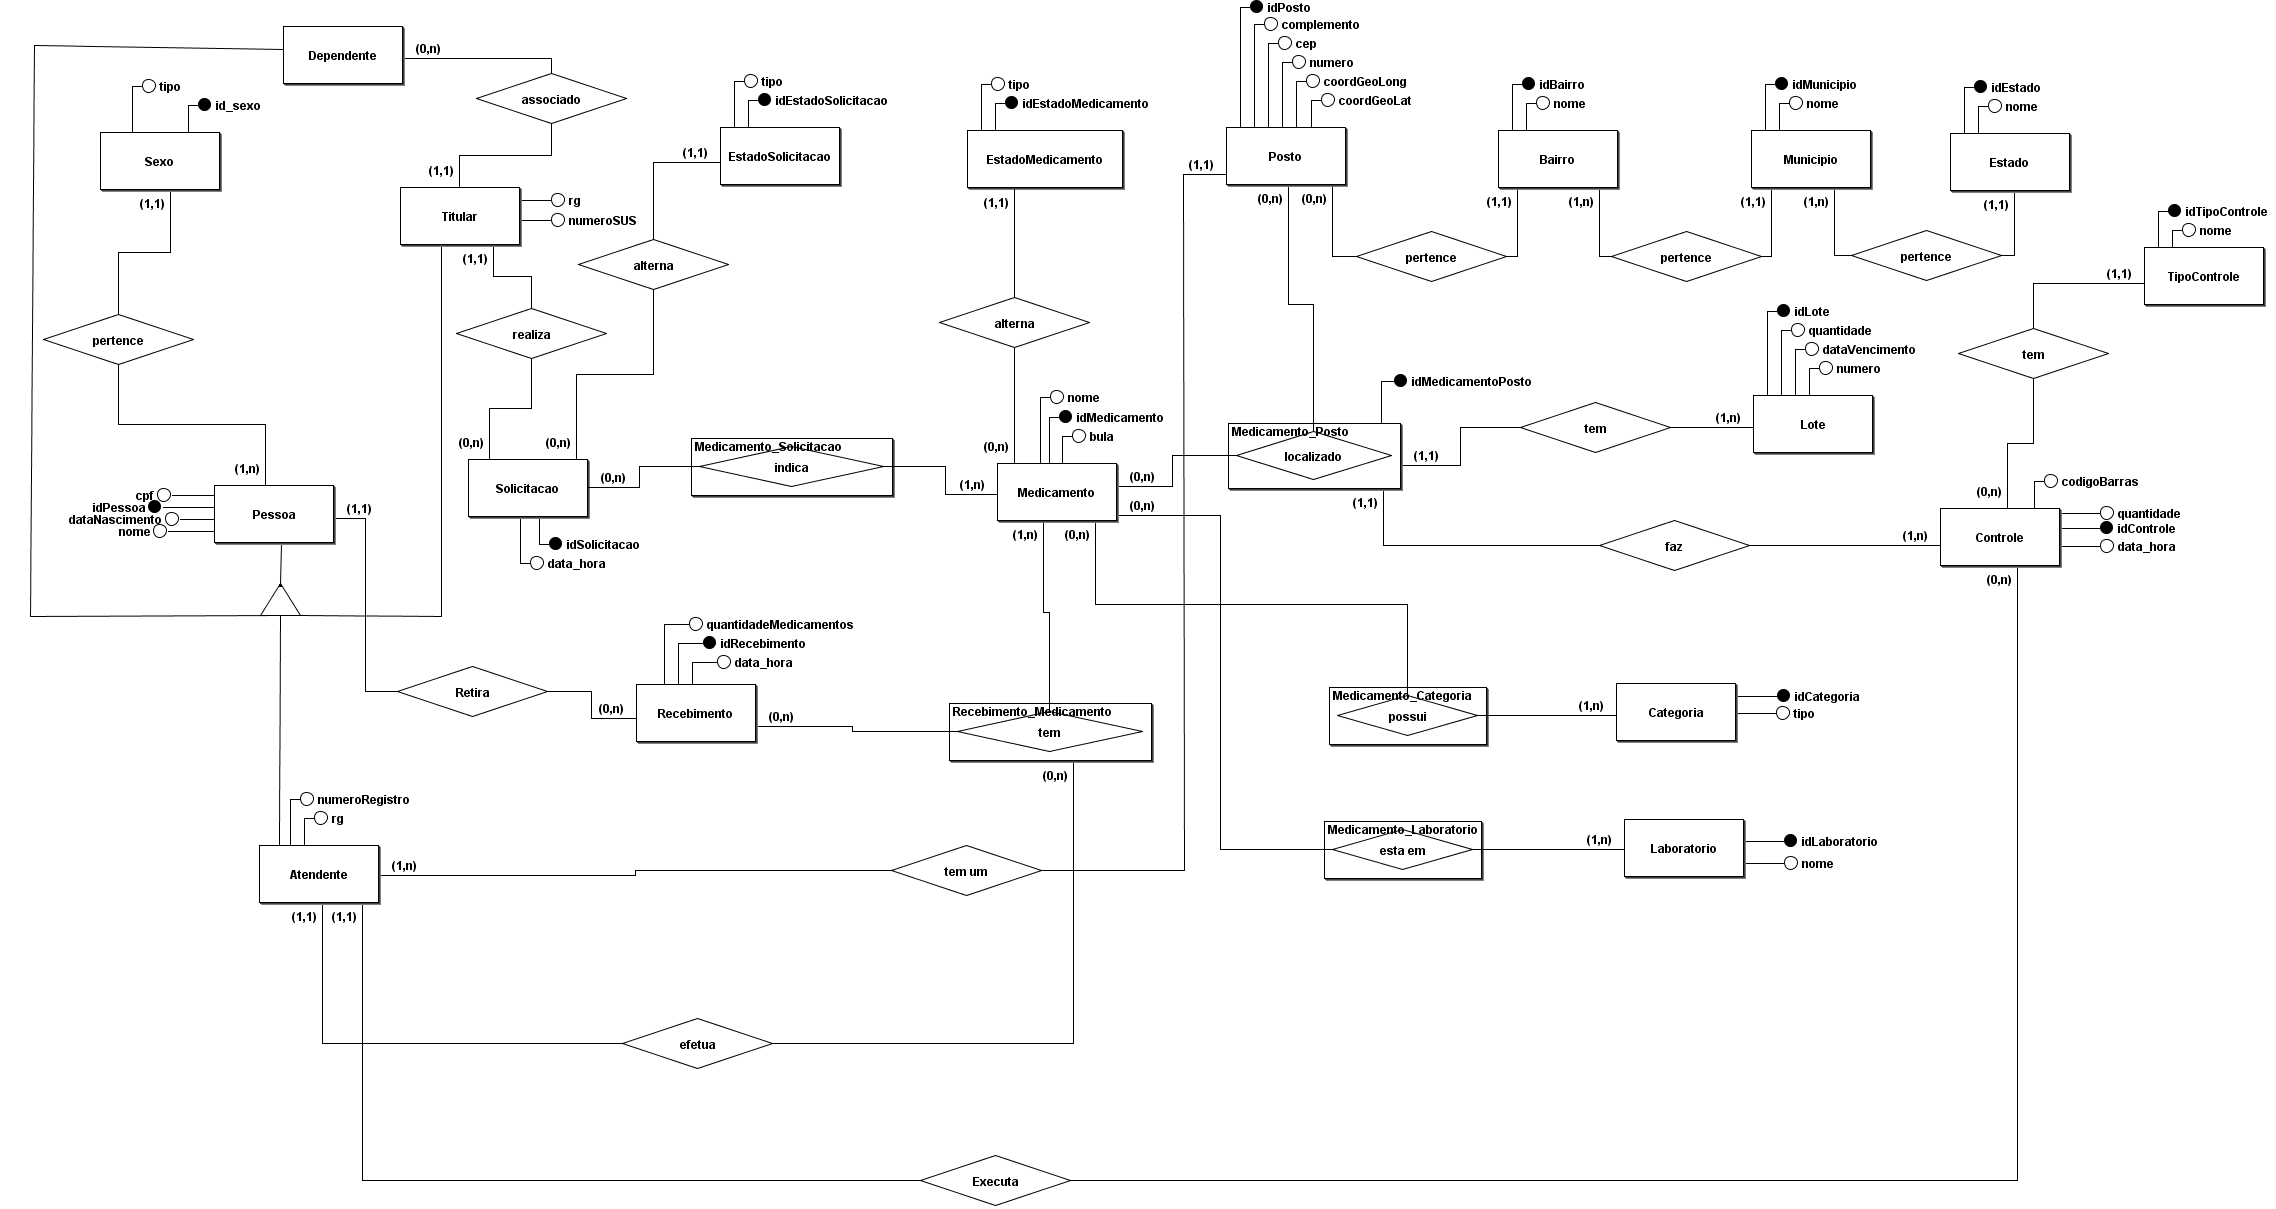 idPosto
complemento
cep
numero
coordGeoLong
coordGeoLat
Dependente
(0,n)
associado
tipo
id_sexo
Sexo
(1,1)
(1,1)
Titular
rg
numeroSUS
(1,1)
tipo
idEstadoSolicitacao
EstadoSolicitacao
(1,1)
alterna
tipo
idEstadoMedicamento
EstadoMedicamento
(1,1)
alterna
Posto
(1,1)
(0,n)
(0,n)
pertence
idBairro
nome
Bairro
(1,1)
(1,n)
pertence
idMunicipio
nome
Municipio
(1,1)
(1,n)
pertence
idEstado
nome
Estado
(1,1)
idTipoControle
nome
TipoControle
(1,1)
tem
pertence
realiza
(0,n)
(0,n)
Solicitacao
(0,n)
idSolicitacao
data_hora
Medicamento_Solicitacao
indica
(1,n)
(0,n)
nome
idMedicamento
bula
Medicamento
(0,n)
(0,n)
(1,n)
(0,n)
idMedicamentoPosto
Medicamento_Posto
localizado
(1,1)
(1,1)
tem
(1,n)
idLote
quantidade
dataVencimento
numero
Lote
faz
(1,n)
(0,n)
codigoBarras
quantidade
idControle
data_hora
Controle
(0,n)
(1,n)
cpf
idPessoa
dataNascimento
nome
Pessoa
(1,1)
Retira
(0,n)
quantidadeMedicamentos
idRecebimento
data_hora
Recebimento
(0,n)
Recebimento_Medicamento
tem
(0,n)
Medicamento_Categoria
possui
(1,n)
Categoria
idCategoria
tipo
Medicamento_Laboratorio
esta em
(1,n)
Laboratorio
idLaboratorio
nome
numeroRegistro
rg
Atendente
(1,n)
tem um
(1,1)
(1,1)
efetua
Executa